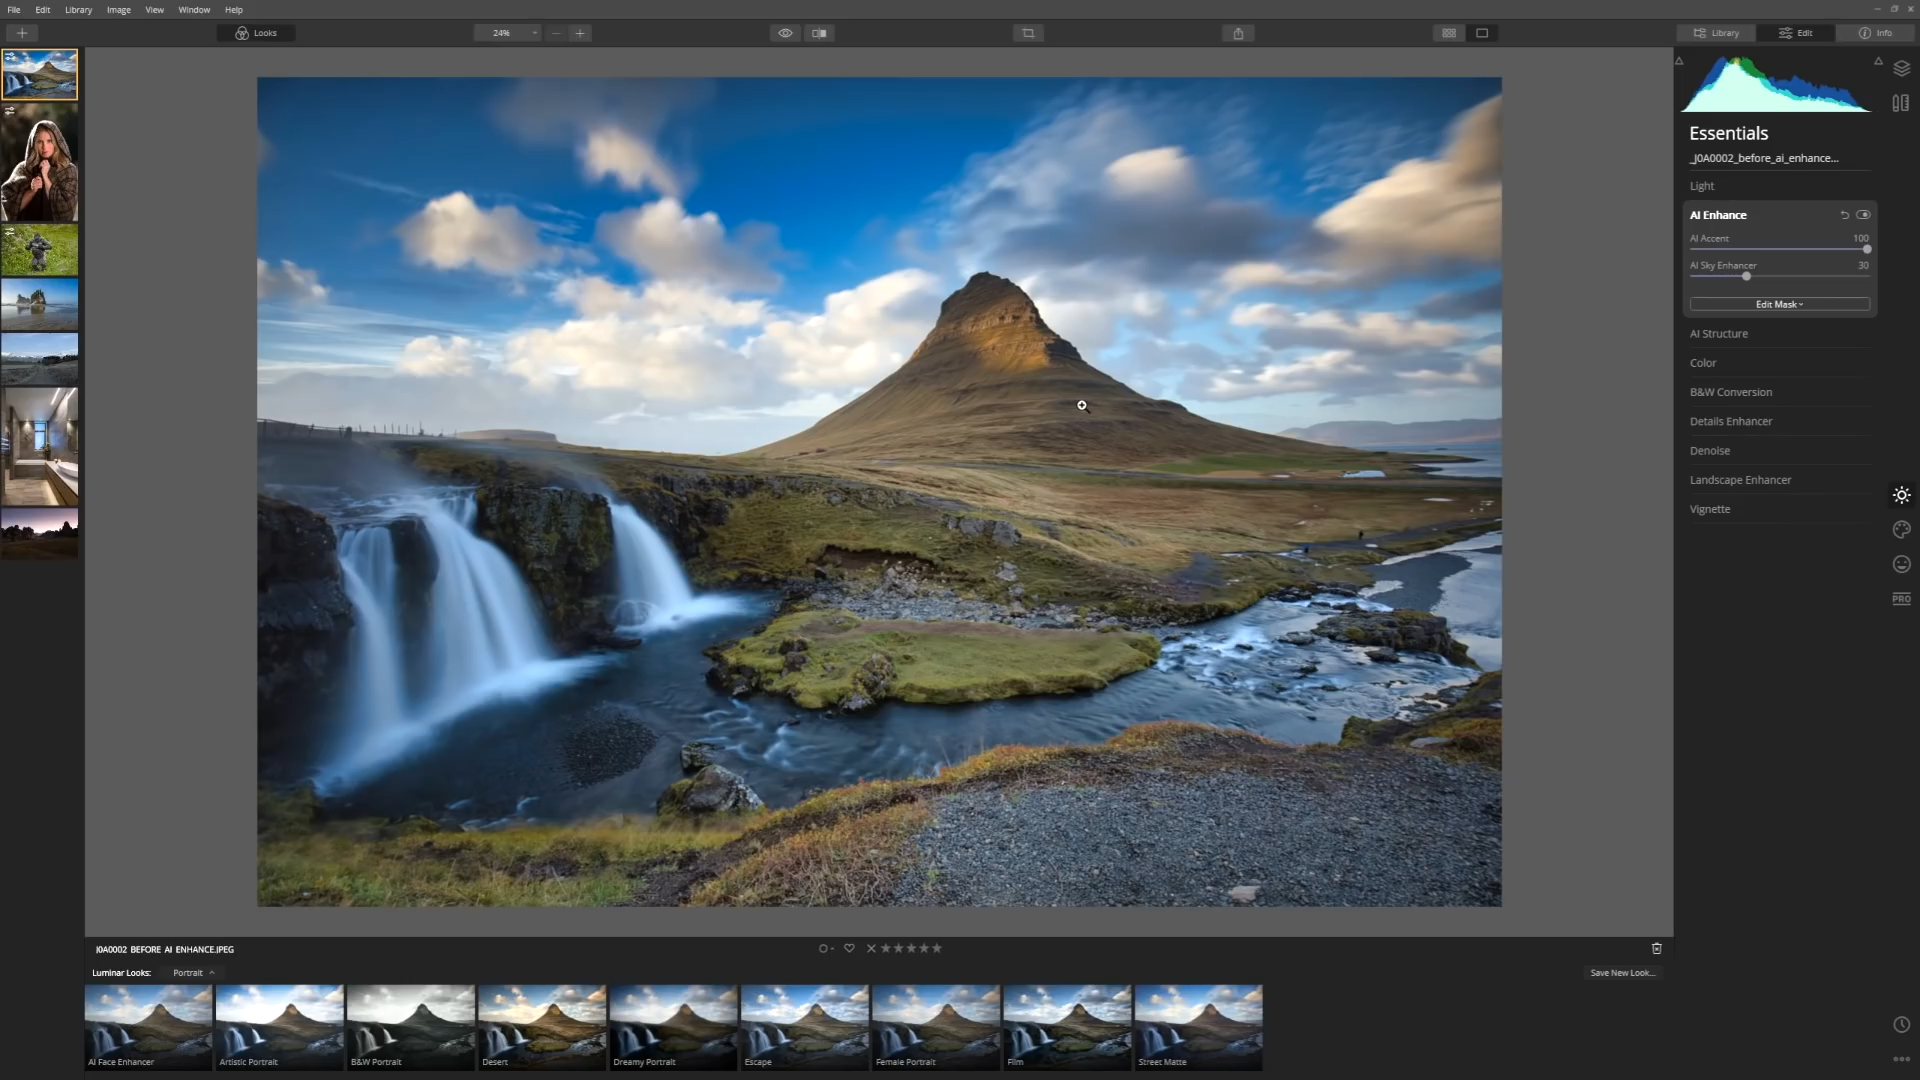 File Edit Library Image View Window Help
Looks 24% Library Edit Info
Essentials
_J0A0002_before_ai_enhance...
Light
AI Enhance
AI Accent 100
AI Sky Enhancer 30
Edit Mask
AI Structure
Color
B&W Conversion
Details Enhancer
Denoise
Landscape Enhancer
Vignette
PRO
J0A0002 BEFORE AI ENHANCE.JPEG
Luminar Looks: Portrait Save New Look...
AI Face Enhancer Artistic Portrait B&W Portrait Desert Dreamy Portrait Escape Female Portrait Film Street Matte